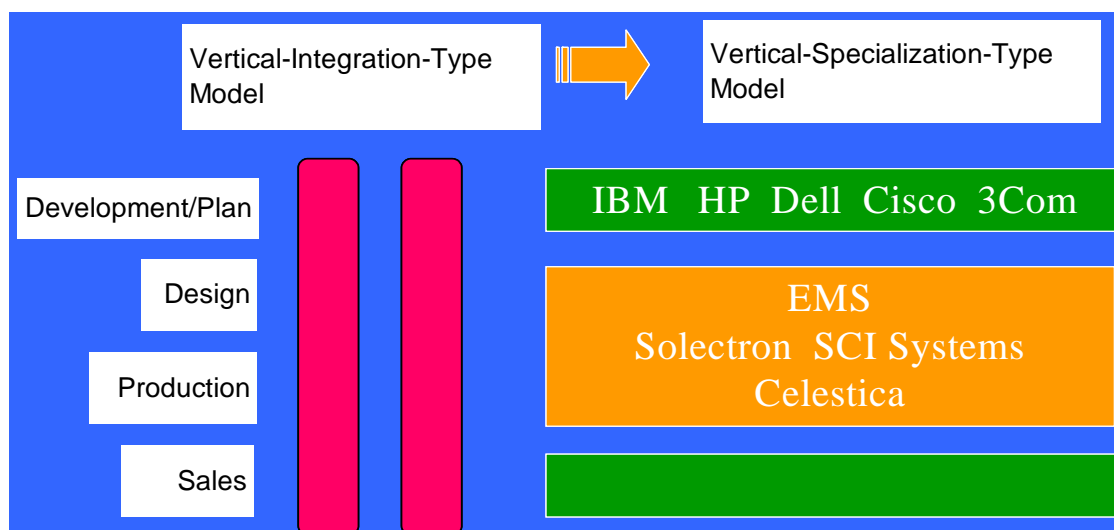 Vertical-Integration-Type
Model
Vertical-Specialization-Type
Model
Development/Plan
IBM HP Dell Cisco 3Com
Design
EMS
Solectron SCI Systems
Production
Celestica
Sales